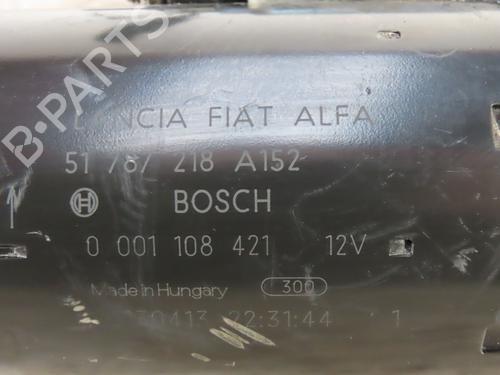 B-PARTS
LANCIA FIAT ALFA
51 787 218 A152
BOSCH
0 001 108 421 12V
Made in Hungary 300
22:31:44 1